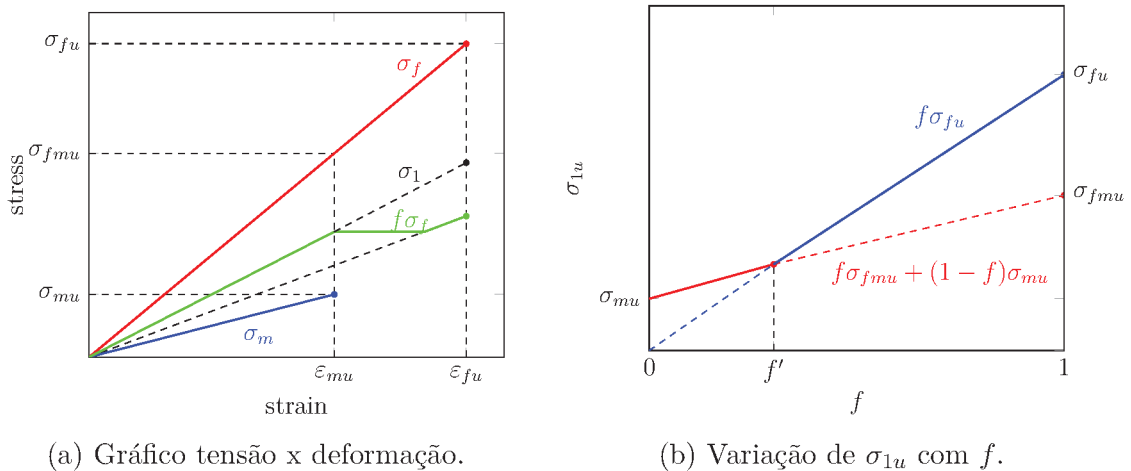 σ_fu
σ_fmu
σ_mu
stress
σ_f
σ_1
fσ_f
σ_m
ε_mu
ε_fu
strain
(a) Gráfico tensão x deformação.
σ_1u
σ_mu
fσ_fu
σ_fu
σ_fmu
fσ_fmu + (1 − f)σ_mu
0
f′
1
f
(b) Variação de σ_1u com f.